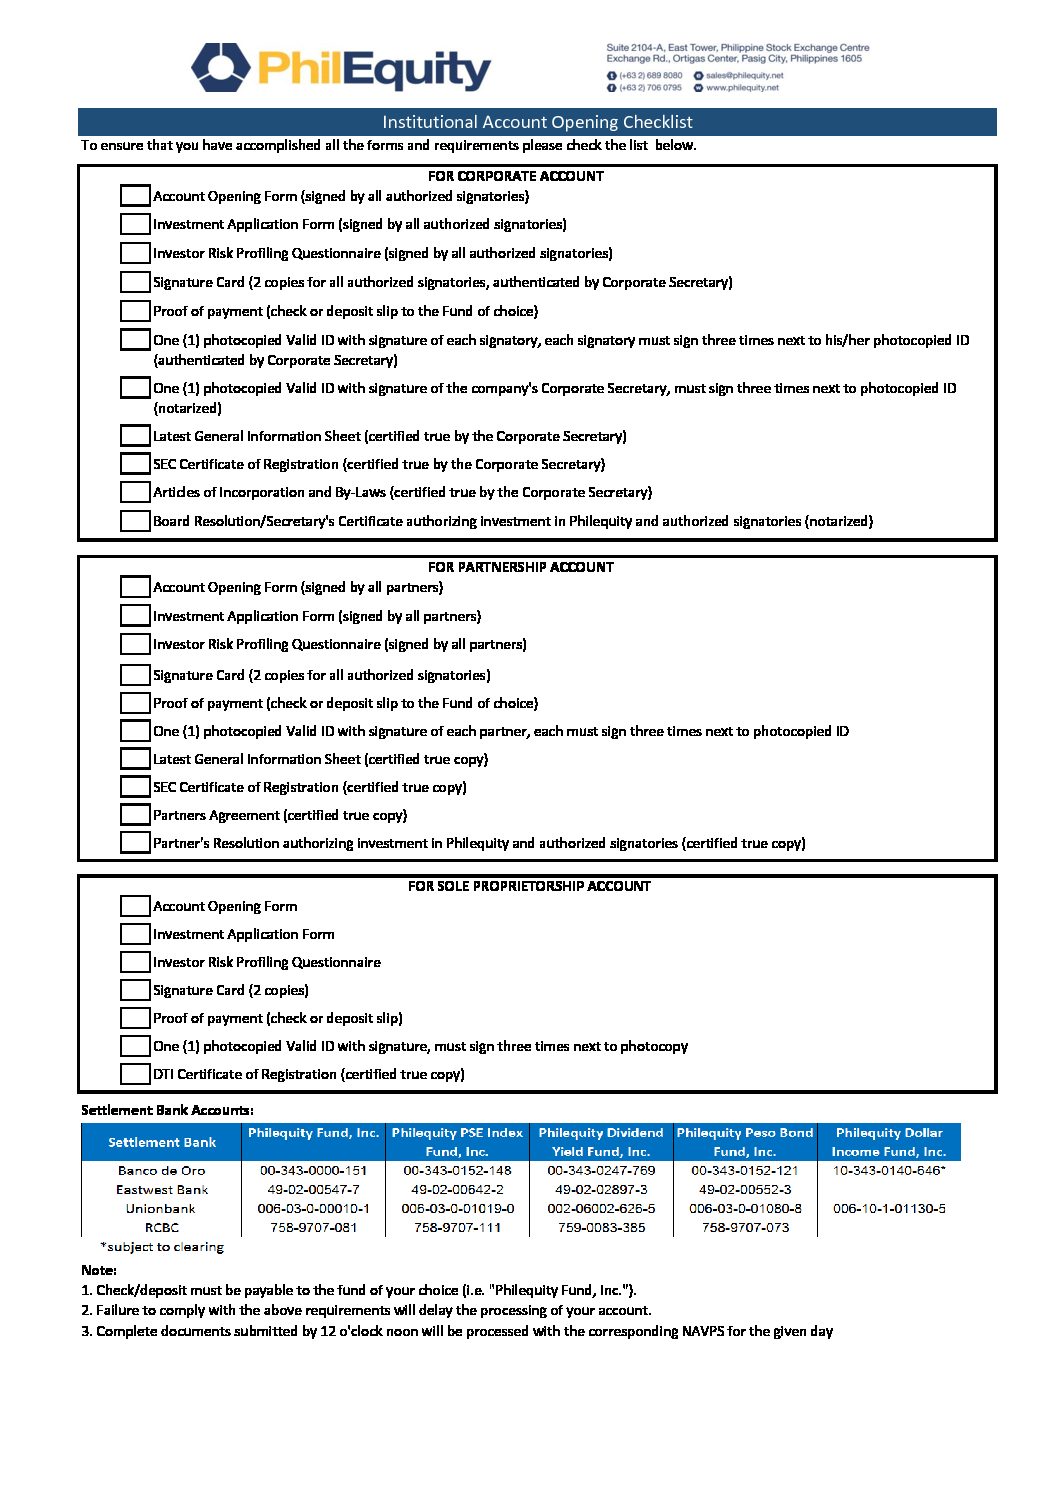 PhilEquity
Suite 2104-A, East Tower, Philippine Stock Exchange Centre
Exchange Rd., Ortigas Center, Pasig City, Philippines 1605
(+63 2) 689 8080 sales@philequity.net
(+63 2) 706 0795 www.philequity.net
Institutional Account Opening Checklist
To ensure that you have accomplished all the forms and requirements please check the list below.
FOR CORPORATE ACCOUNT
Account Opening Form (signed by all authorized signatories)
Investment Application Form (signed by all authorized signatories)
Investor Risk Profiling Questionnaire (signed by all authorized signatories)
Signature Card (2 copies for all authorized signatories, authenticated by Corporate Secretary)
Proof of payment (check or deposit slip to the Fund of choice)
One (1) photocopied Valid ID with signature of each signatory, each signatory must sign three times next to his/her photocopied ID
(authenticated by Corporate Secretary)
One (1) photocopied Valid ID with signature of the company's Corporate Secretary, must sign three times next to photocopied ID
(notarized)
Latest General Information Sheet (certified true by the Corporate Secretary)
SEC Certificate of Registration (certified true by the Corporate Secretary)
Articles of Incorporation and By-Laws (certified true by the Corporate Secretary)
Board Resolution/Secretary's Certificate authorizing investment in Philequity and authorized signatories (notarized)
FOR PARTNERSHIP ACCOUNT
Account Opening Form (signed by all partners)
Investment Application Form (signed by all partners)
Investor Risk Profiling Questionnaire (signed by all partners)
Signature Card (2 copies for all authorized signatories)
Proof of payment (check or deposit slip to the Fund of choice)
One (1) photocopied Valid ID with signature of each partner, each must sign three times next to photocopied ID
Latest General Information Sheet (certified true copy)
SEC Certificate of Registration (certified true copy)
Partners Agreement (certified true copy)
Partner's Resolution authorizing investment in Philequity and authorized signatories (certified true copy)
FOR SOLE PROPRIETORSHIP ACCOUNT
Account Opening Form
Investment Application Form
Investor Risk Profiling Questionnaire
Signature Card (2 copies)
Proof of payment (check or deposit slip)
One (1) photocopied Valid ID with signature, must sign three times next to photocopy
DTI Certificate of Registration (certified true copy)
Settlement Bank Accounts:
Settlement Bank Philequity Fund, Inc. Philequity PSE Index Fund, Inc. Philequity Dividend Yield Fund, Inc. Philequity Peso Bond Fund, Inc. Philequity Dollar Income Fund, Inc.
Banco de Oro 00-343-0000-151 00-343-0152-148 00-343-0247-769 00-343-0152-121 10-343-0140-646*
Eastwest Bank 49-02-00547-7 49-02-00642-2 49-02-02897-3 49-02-00552-3
Unionbank 006-03-0-00010-1 006-03-0-01019-0 002-06002-626-5 006-03-0-01080-8 006-10-1-01130-5
RCBC 758-9707-081 758-9707-111 759-0083-385 758-9707-073
*subject to clearing
Note:
1. Check/deposit must be payable to the fund of your choice (i.e. "Philequity Fund, Inc.").
2. Failure to comply with the above requirements will delay the processing of your account.
3. Complete documents submitted by 12 o'clock noon will be processed with the corresponding NAVPS for the given day